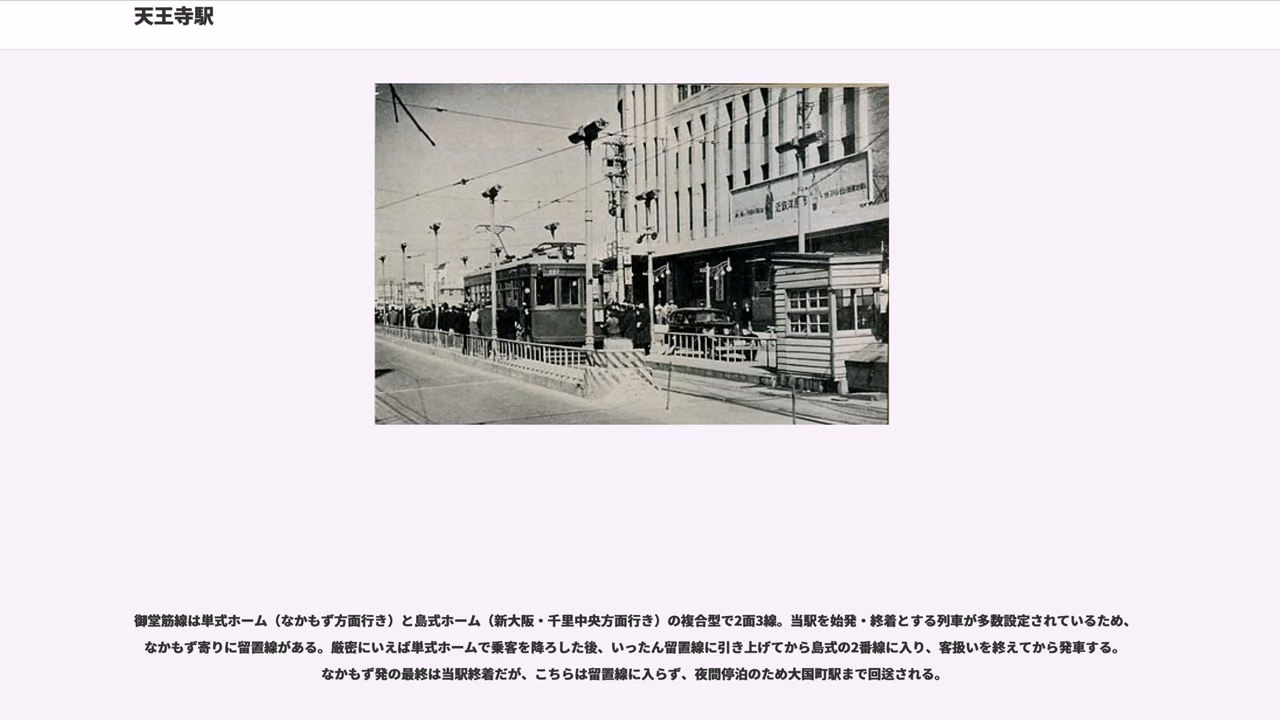 天王寺駅
御堂筋線は単式ホーム（なかもず方面行き）と島式ホーム（新大阪・千里中央方面行き）の複合型で2面3線。当駅を始発・終着とする列車が多数設定されているため、
なかもず寄りに留置線がある。厳密にいえば単式ホームで乗客を降ろした後、いったん留置線に引き上げてから島式の2番線に入り、客扱いを終えてから発車する。
なかもず発の最終は当駅終着だが、こちらは留置線に入らず、夜間停泊のため大国町駅まで回送される。